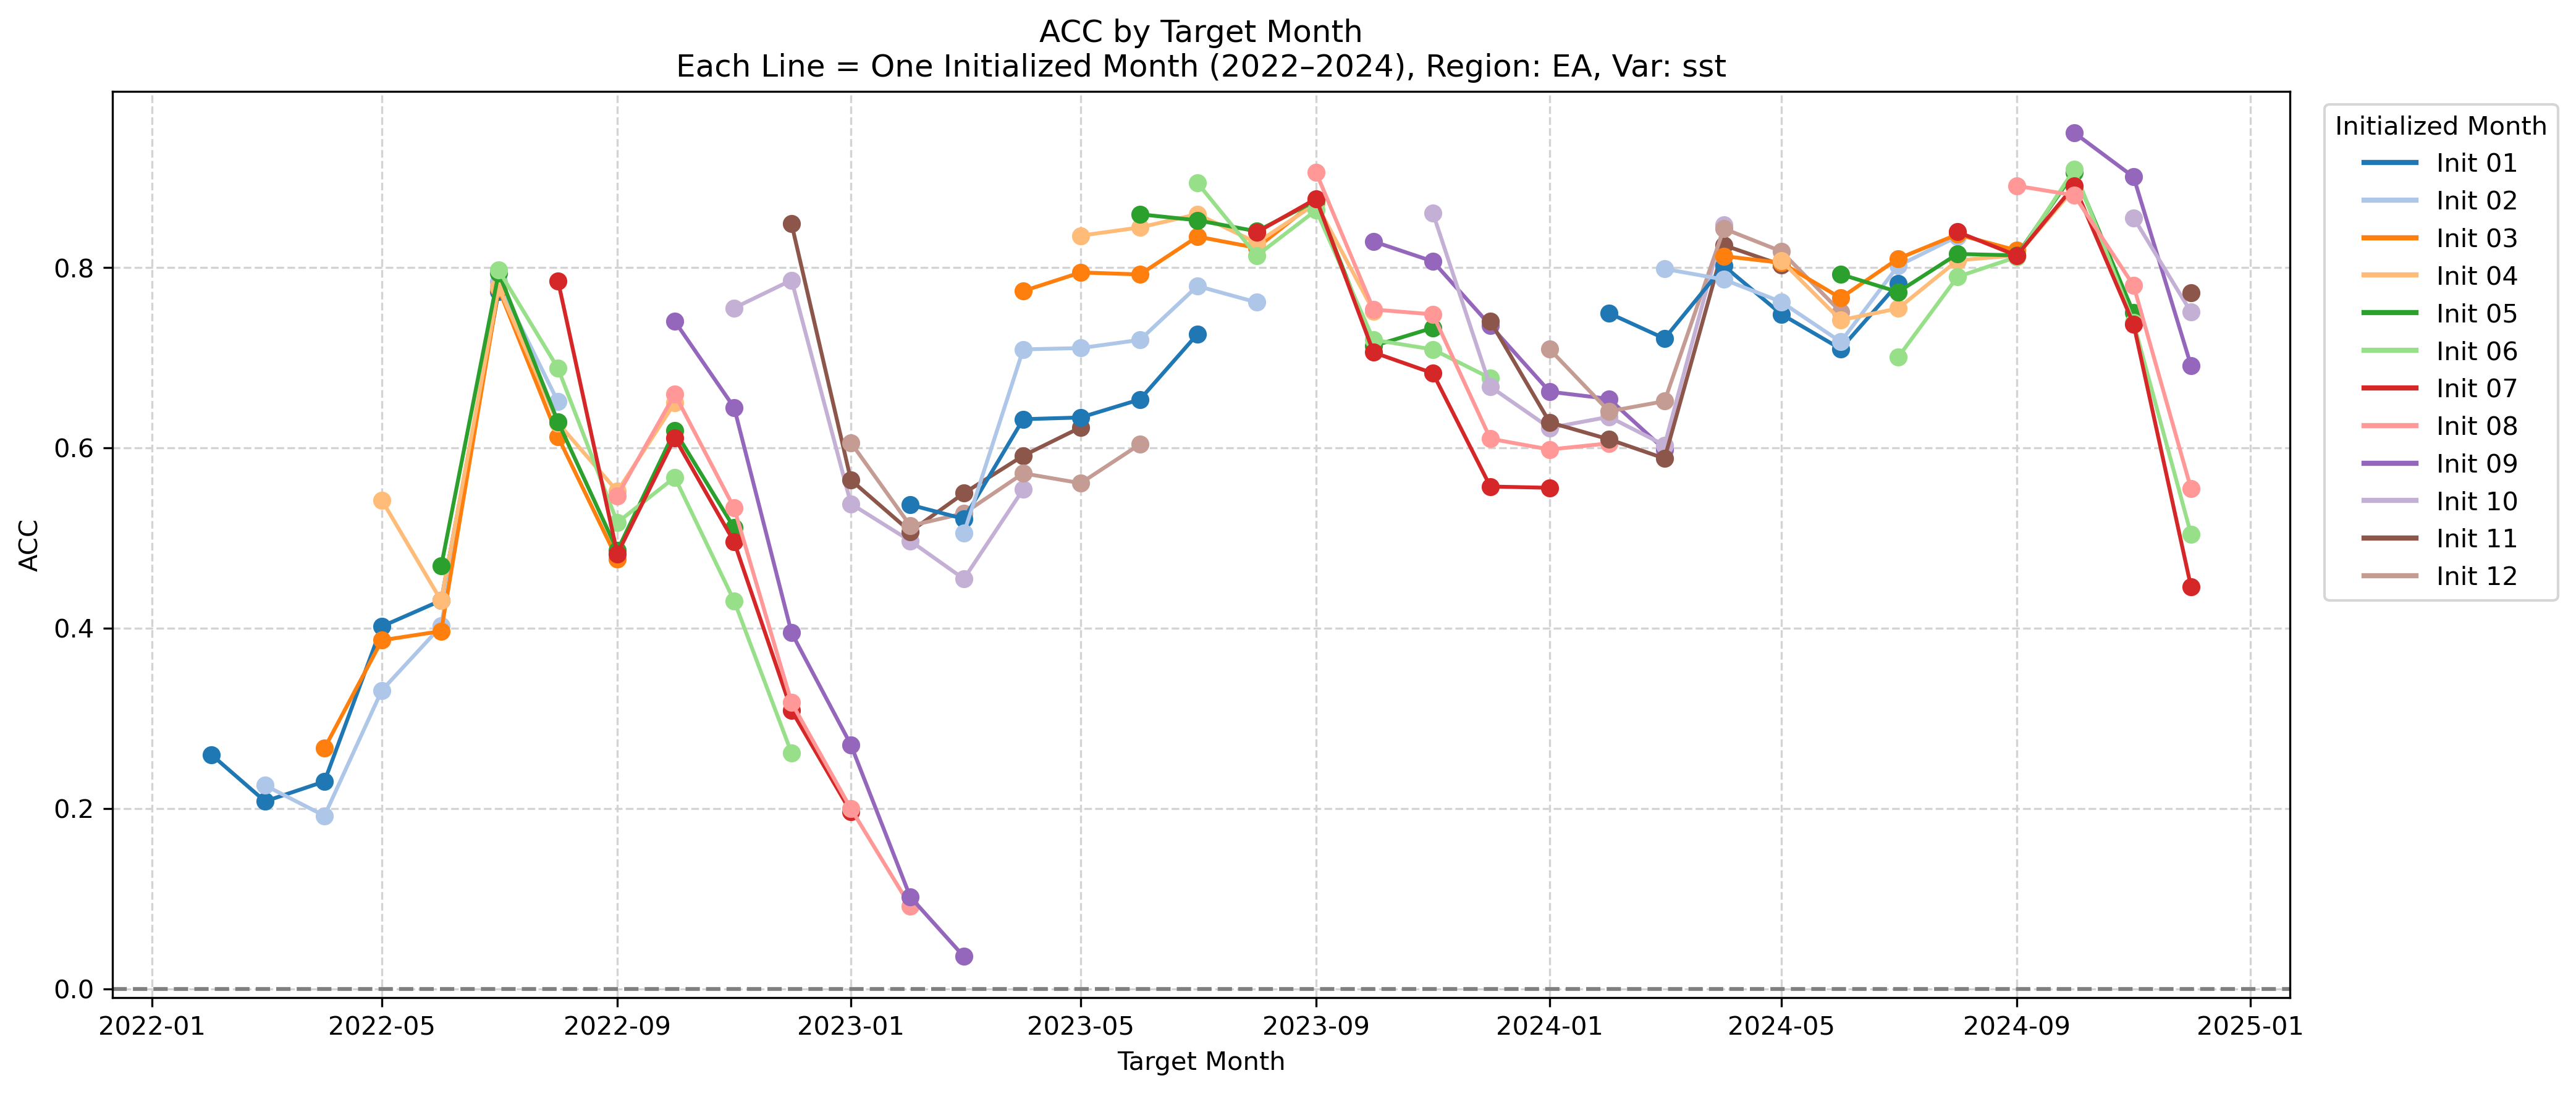 ACC by Target Month
Each Line = One Initialized Month (2022–2024), Region: EA, Var: sst
Initialized Month
Init 01
Init 02
Init 03
Init 04
Init 05
Init 06
Init 07
Init 08
Init 09
Init 10
Init 11
Init 12
ACC
0.8
0.6
0.4
0.2
0.0
2022-01
2022-05
2022-09
2023-01
2023-05
2023-09
2024-01
2024-05
2024-09
2025-01
Target Month